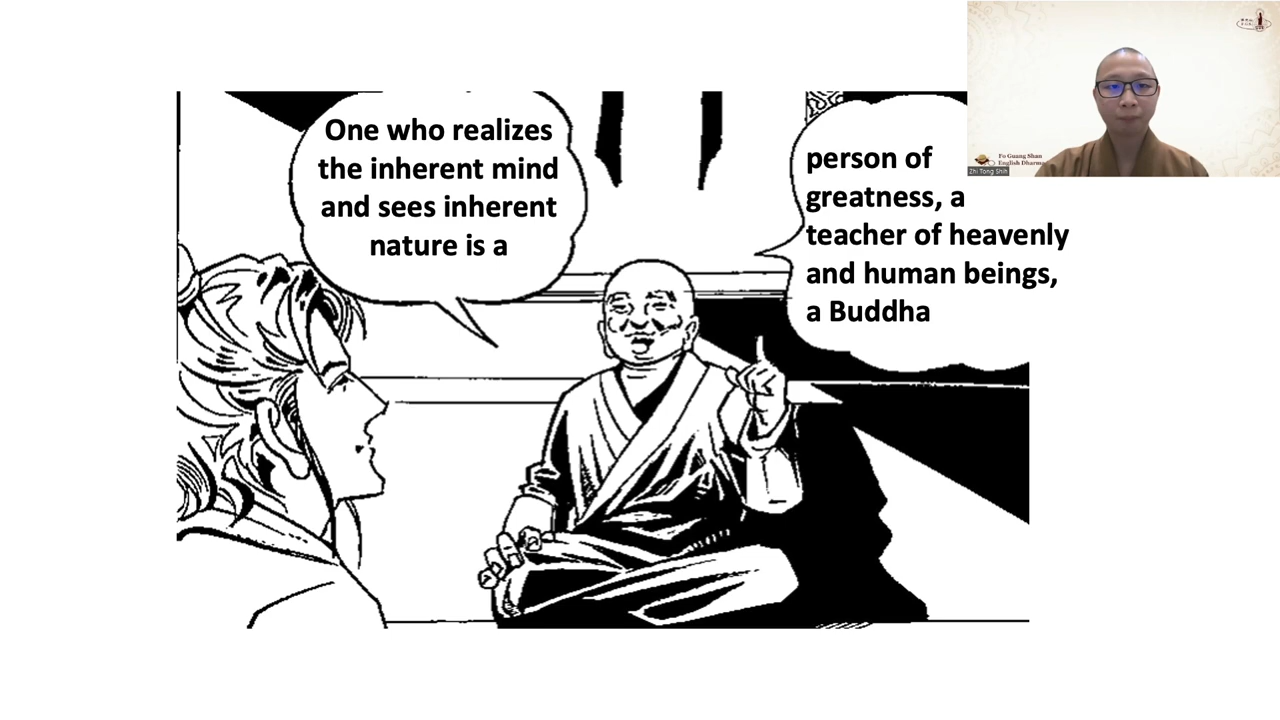 One who realizes
the inherent mind
and sees inherent
nature is a
person of
greatness, a
teacher of heavenly
and human beings,
a Buddha
Fo Guang Shan
English Dharma
Zhi Tong Shih